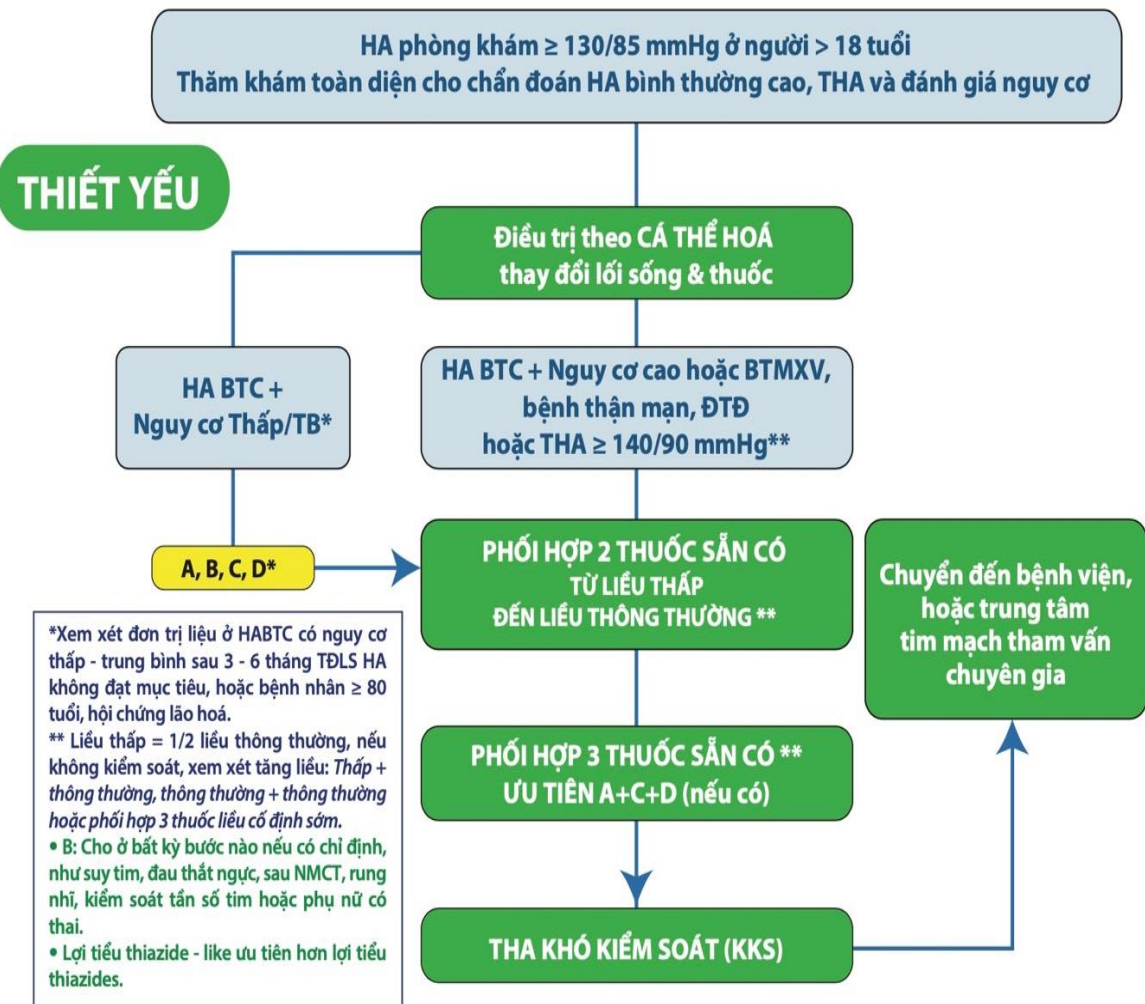 HA phòng khám ≥ 130/85 mmHg ở người > 18 tuổi
Thăm khám toàn diện cho chẩn đoán HA bình thường cao, THA và đánh giá nguy cơ
THIẾT YẾU
Điều trị theo CÁ THỂ HOÁ
thay đổi lối sống & thuốc
HA BTC +
Nguy cơ Thấp/TB*
HA BTC + Nguy cơ cao hoặc BTMXV,
bệnh thận mạn, ĐTĐ
hoặc THA ≥ 140/90 mmHg**
A, B, C, D*
PHỐI HỢP 2 THUỐC SẴN CÓ
TỪ LIỀU THẤP
ĐẾN LIỀU THÔNG THƯỜNG **
Chuyển đến bệnh viện,
hoặc trung tâm
tim mạch tham vấn
chuyên gia
*Xem xét đơn trị liệu ở HABTC có nguy cơ
thấp - trung bình sau 3 - 6 tháng TĐLS HA
không đạt mục tiêu, hoặc bệnh nhân ≥ 80
tuổi, hội chứng lão hoá.
** Liều thấp = 1/2 liều thông thường, nếu
không kiểm soát, xem xét tăng liều: Thấp +
thông thường, thông thường + thông thường
hoặc phối hợp 3 thuốc liều cố định sớm.
• B: Cho ở bất kỳ bước nào nếu có chỉ định,
như suy tim, đau thắt ngực, sau NMCT, rung
nhĩ, kiểm soát tần số tim hoặc phụ nữ có
thai.
• Lợi tiểu thiazide - like ưu tiên hơn lợi tiểu
thiazides.
PHỐI HỢP 3 THUỐC SẴN CÓ **
ƯU TIÊN A+C+D (nếu có)
THA KHÓ KIỂM SOÁT (KKS)